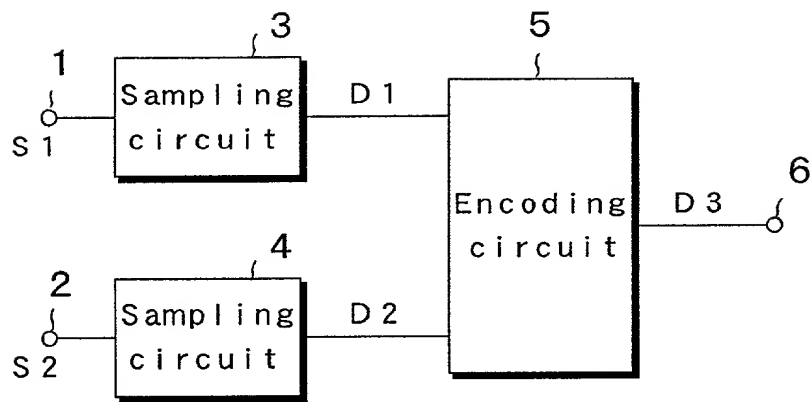 3
5
1
Sampling
circuit
D1
S1
6
Encoding
circuit
D3
4
2
Sampling
circuit
D2
S2